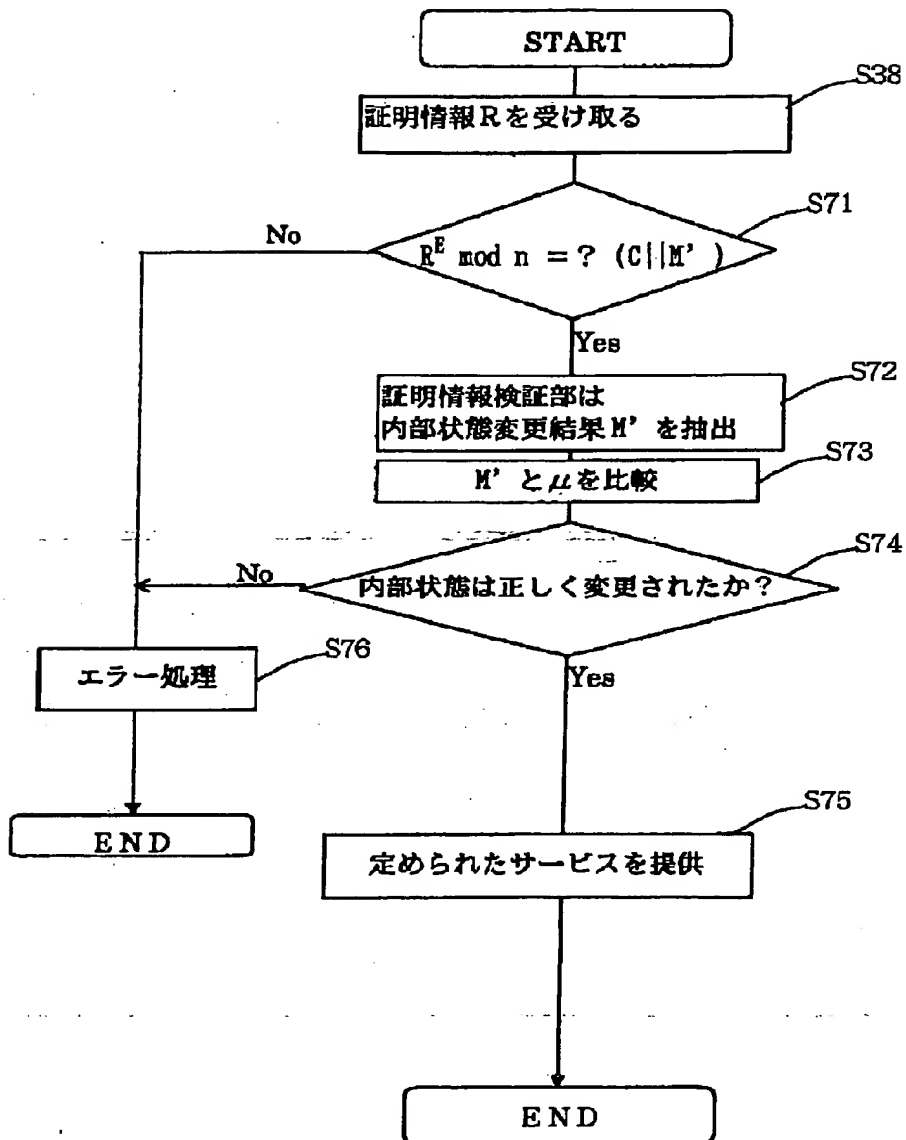 START
S38
証明情報Rを受け取る
S71
No
R^E mod n =? (C||M')
Yes
S72
証明情報検証部は
内部状態変更結果M'を抽出
S73
M'とμを比較
S74
No
内部状態は正しく変更されたか?
S76
エラー処理
Yes
S75
END
定められたサービスを提供
END